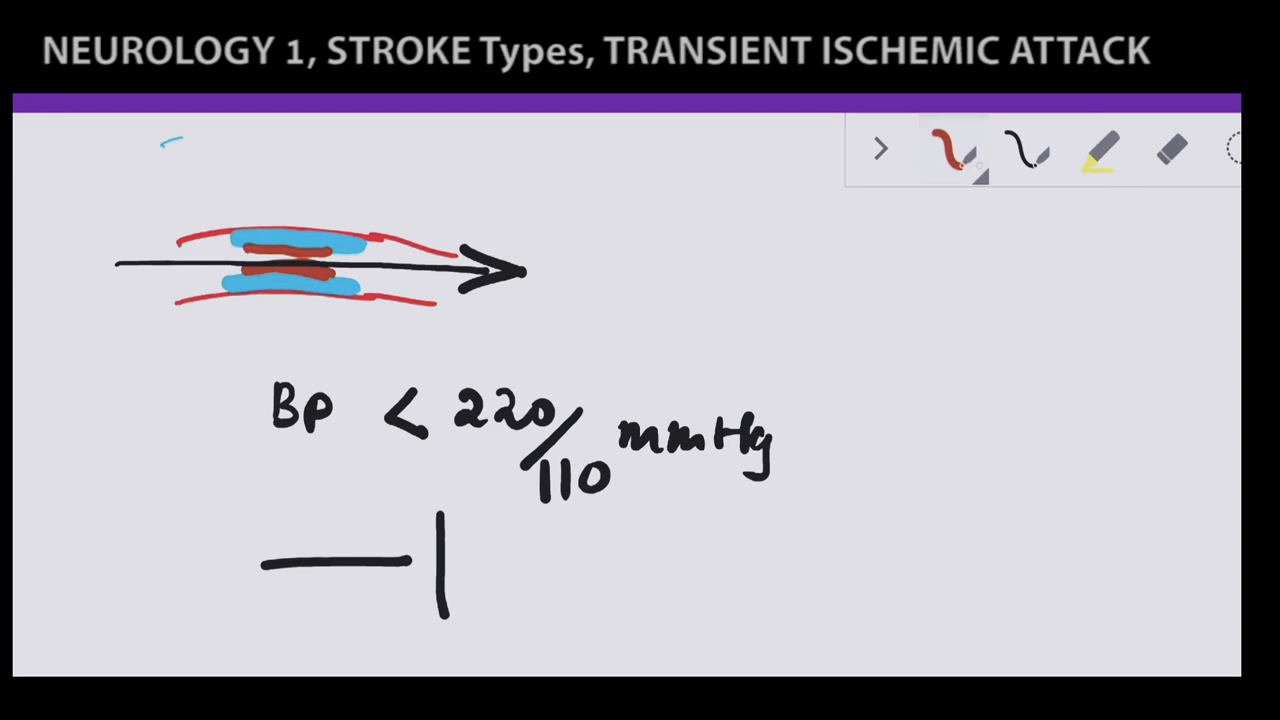 NEUROLOGY 1, STROKE Types, TRANSIENT ISCHEMIC ATTACK
BP < 220/110 mmHg